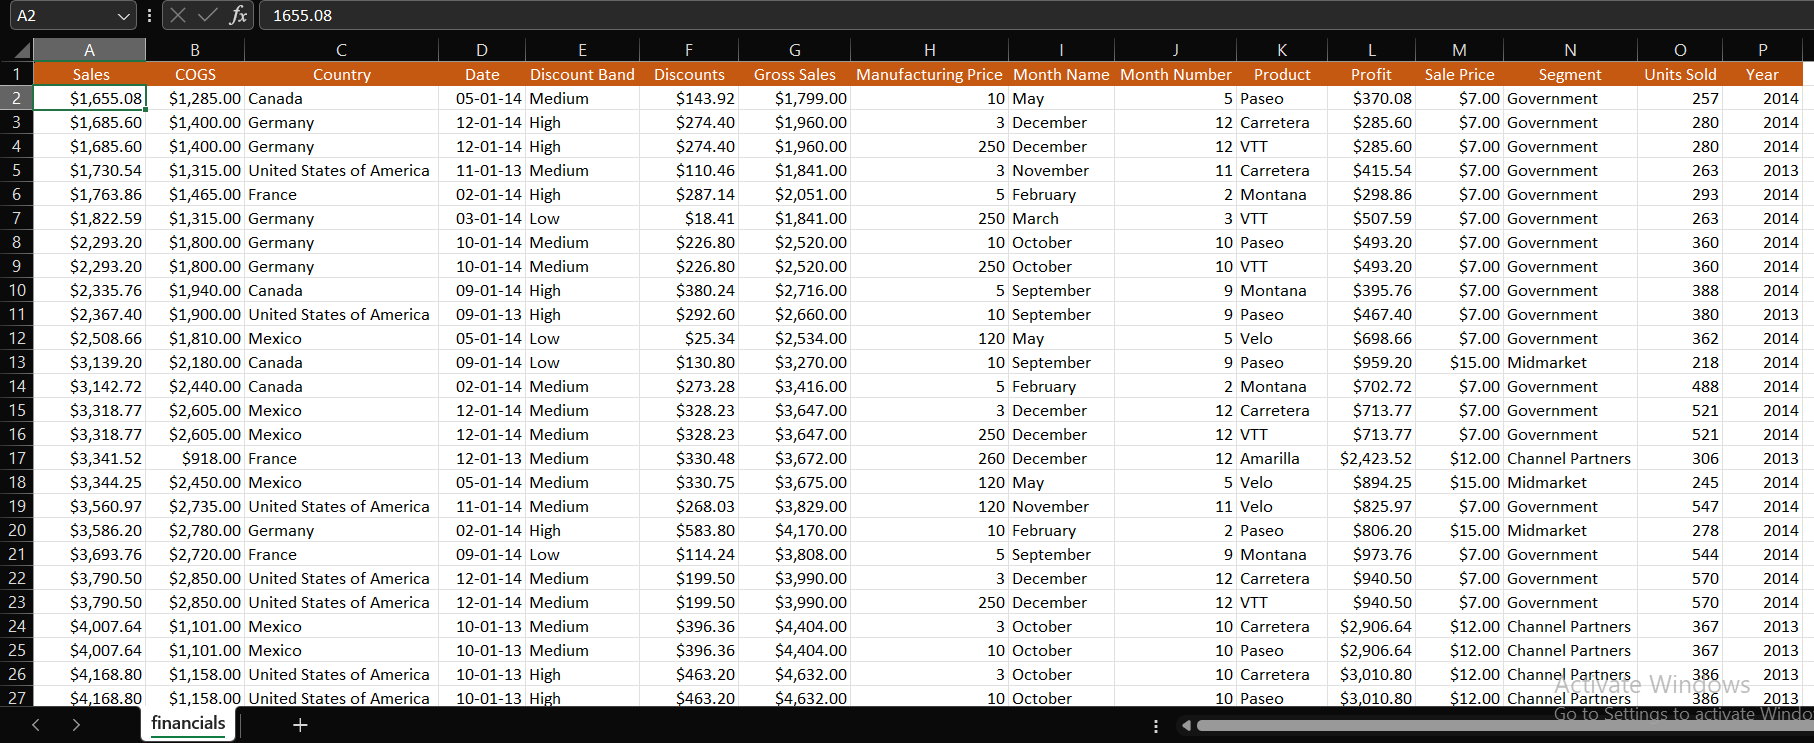 A2 fx 1655.08
A B C D E F G H I J K L M N O P
1 Sales COGS Country Date Discount Band Discounts Gross Sales Manufacturing Price Month Name Month Number Product Profit Sale Price Segment Units Sold Year
2 $1,655.08 $1,285.00 Canada 05-01-14 Medium $143.92 $1,799.00 10 May 5 Paseo $370.08 $7.00 Government 257 2014
3 $1,685.60 $1,400.00 Germany 12-01-14 High $274.40 $1,960.00 3 December 12 Carretera $285.60 $7.00 Government 280 2014
4 $1,685.60 $1,400.00 Germany 12-01-14 High $274.40 $1,960.00 250 December 12 VTT $285.60 $7.00 Government 280 2014
5 $1,730.54 $1,315.00 United States of America 11-01-13 Medium $110.46 $1,841.00 3 November 11 Carretera $415.54 $7.00 Government 263 2013
6 $1,763.86 $1,465.00 France 02-01-14 High $287.14 $2,051.00 5 February 2 Montana $298.86 $7.00 Government 293 2014
7 $1,822.59 $1,315.00 Germany 03-01-14 Low $18.41 $1,841.00 250 March 3 VTT $507.59 $7.00 Government 263 2014
8 $2,293.20 $1,800.00 Germany 10-01-14 Medium $226.80 $2,520.00 10 October 10 Paseo $493.20 $7.00 Government 360 2014
9 $2,293.20 $1,800.00 Germany 10-01-14 Medium $226.80 $2,520.00 250 October 10 VTT $493.20 $7.00 Government 360 2014
10 $2,335.76 $1,940.00 Canada 09-01-14 High $380.24 $2,716.00 5 September 9 Montana $395.76 $7.00 Government 388 2014
11 $2,367.40 $1,900.00 United States of America 09-01-13 High $292.60 $2,660.00 10 September 9 Paseo $467.40 $7.00 Government 380 2013
12 $2,508.66 $1,810.00 Mexico 05-01-14 Low $25.34 $2,534.00 120 May 5 Velo $698.66 $7.00 Government 362 2014
13 $3,139.20 $2,180.00 Canada 09-01-14 Low $130.80 $3,270.00 10 September 9 Paseo $959.20 $15.00 Midmarket 218 2014
14 $3,142.72 $2,440.00 Canada 02-01-14 Medium $273.28 $3,416.00 5 February 2 Montana $702.72 $7.00 Government 488 2014
15 $3,318.77 $2,605.00 Mexico 12-01-14 Medium $328.23 $3,647.00 3 December 12 Carretera $713.77 $7.00 Government 521 2014
16 $3,318.77 $2,605.00 Mexico 12-01-14 Medium $328.23 $3,647.00 250 December 12 VTT $713.77 $7.00 Government 521 2014
17 $3,341.52 $918.00 France 12-01-13 Medium $330.48 $3,672.00 260 December 12 Amarilla $2,423.52 $12.00 Channel Partners 306 2013
18 $3,344.25 $2,450.00 Mexico 05-01-14 Medium $330.75 $3,675.00 120 May 5 Velo $894.25 $15.00 Midmarket 245 2014
19 $3,560.97 $2,735.00 United States of America 11-01-14 Medium $268.03 $3,829.00 120 November 11 Velo $825.97 $7.00 Government 547 2014
20 $3,586.20 $2,780.00 Germany 02-01-14 High $583.80 $4,170.00 10 February 2 Paseo $806.20 $15.00 Midmarket 278 2014
21 $3,693.76 $2,720.00 France 09-01-14 Low $114.24 $3,808.00 5 September 9 Montana $973.76 $7.00 Government 544 2014
22 $3,790.50 $2,850.00 United States of America 12-01-14 Medium $199.50 $3,990.00 3 December 12 Carretera $940.50 $7.00 Government 570 2014
23 $3,790.50 $2,850.00 United States of America 12-01-14 Medium $199.50 $3,990.00 250 December 12 VTT $940.50 $7.00 Government 570 2014
24 $4,007.64 $1,101.00 Mexico 10-01-13 Medium $396.36 $4,404.00 3 October 10 Carretera $2,906.64 $12.00 Channel Partners 367 2013
25 $4,007.64 $1,101.00 Mexico 10-01-13 Medium $396.36 $4,404.00 10 October 10 Paseo $2,906.64 $12.00 Channel Partners 367 2013
26 $4,168.80 $1,158.00 United States of America 10-01-13 High $463.20 $4,632.00 3 October 10 Carretera $3,010.80 $12.00 Channel Partners 386 2013
27 $4,168.80 $1,158.00 United States of America 10-01-13 High $463.20 $4,632.00 10 October 10 Paseo $3,010.80 $12.00 Channel Partners 386 2013
Activate Windows
Go to Settings to activate Windo
financials